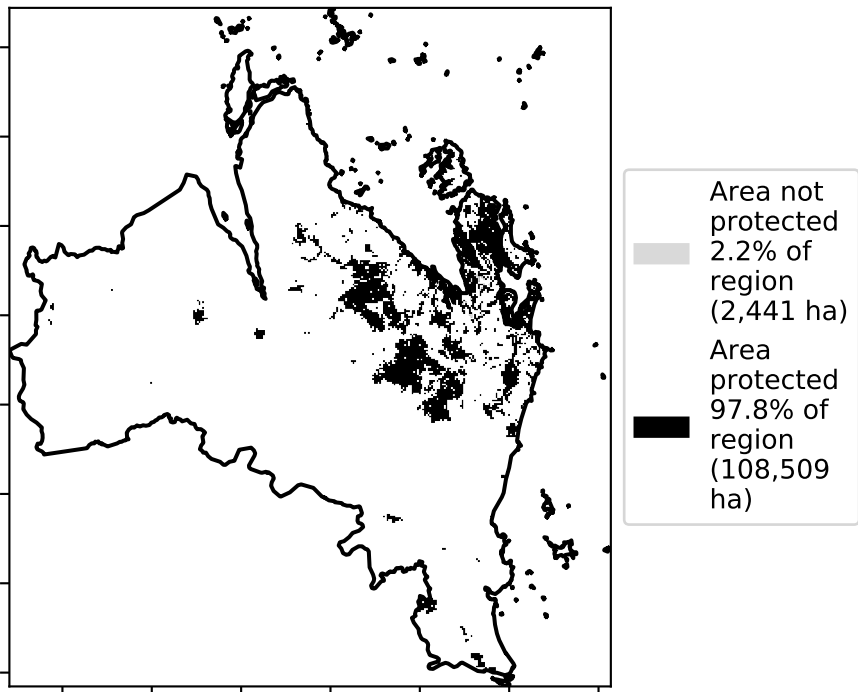 Area not
protected
2.2% of
region
(2,441 ha)
Area
protected
97.8% of
region
(108,509
ha)